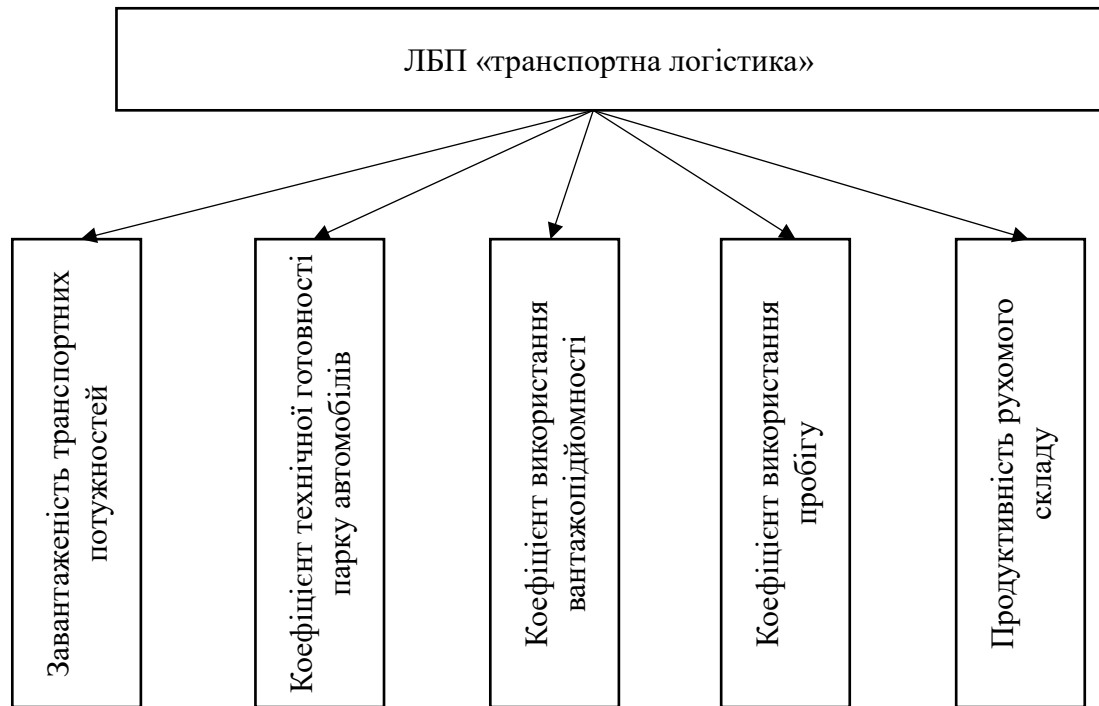 ЛБП «транспортна логістика»
Завантаженість транспортних
потужностей
Коефіцієнт технічної готовності
парку автомобілів
Коефіцієнт використання
вантажопідйомності
Коефіцієнт використання
пробігу
Продуктивність рухомого
складу